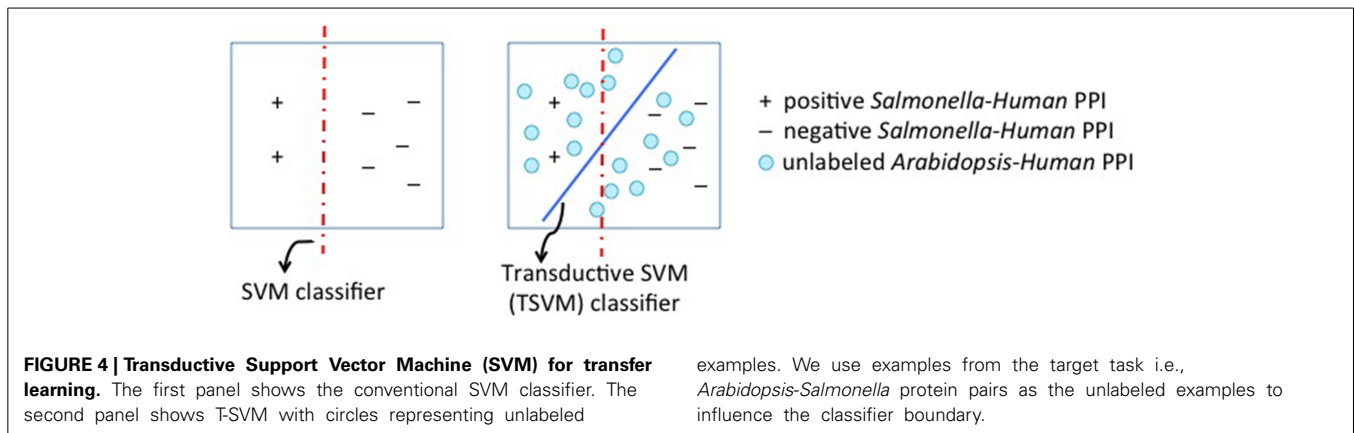 + positive Salmonella-Human PPI
– negative Salmonella-Human PPI
unlabeled Arabidopsis-Human PPI
SVM classifier
Transductive SVM
(TSVM) classifier
FIGURE 4 | Transductive Support Vector Machine (SVM) for transfer
learning. The first panel shows the conventional SVM classifier. The
second panel shows T-SVM with circles representing unlabeled
examples. We use examples from the target task i.e.,
Arabidopsis-Salmonella protein pairs as the unlabeled examples to
influence the classifier boundary.